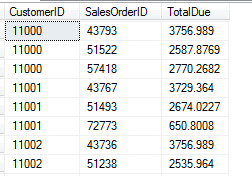 CustomerID SalesOrderID TotalDue
11000 43793 3756.989
11000 51522 2587.8769
11000 57418 2770.2682
11001 43767 3729.364
11001 51493 2674.0227
11001 72773 650.8008
11002 43736 3756.989
11002 51238 2535.964